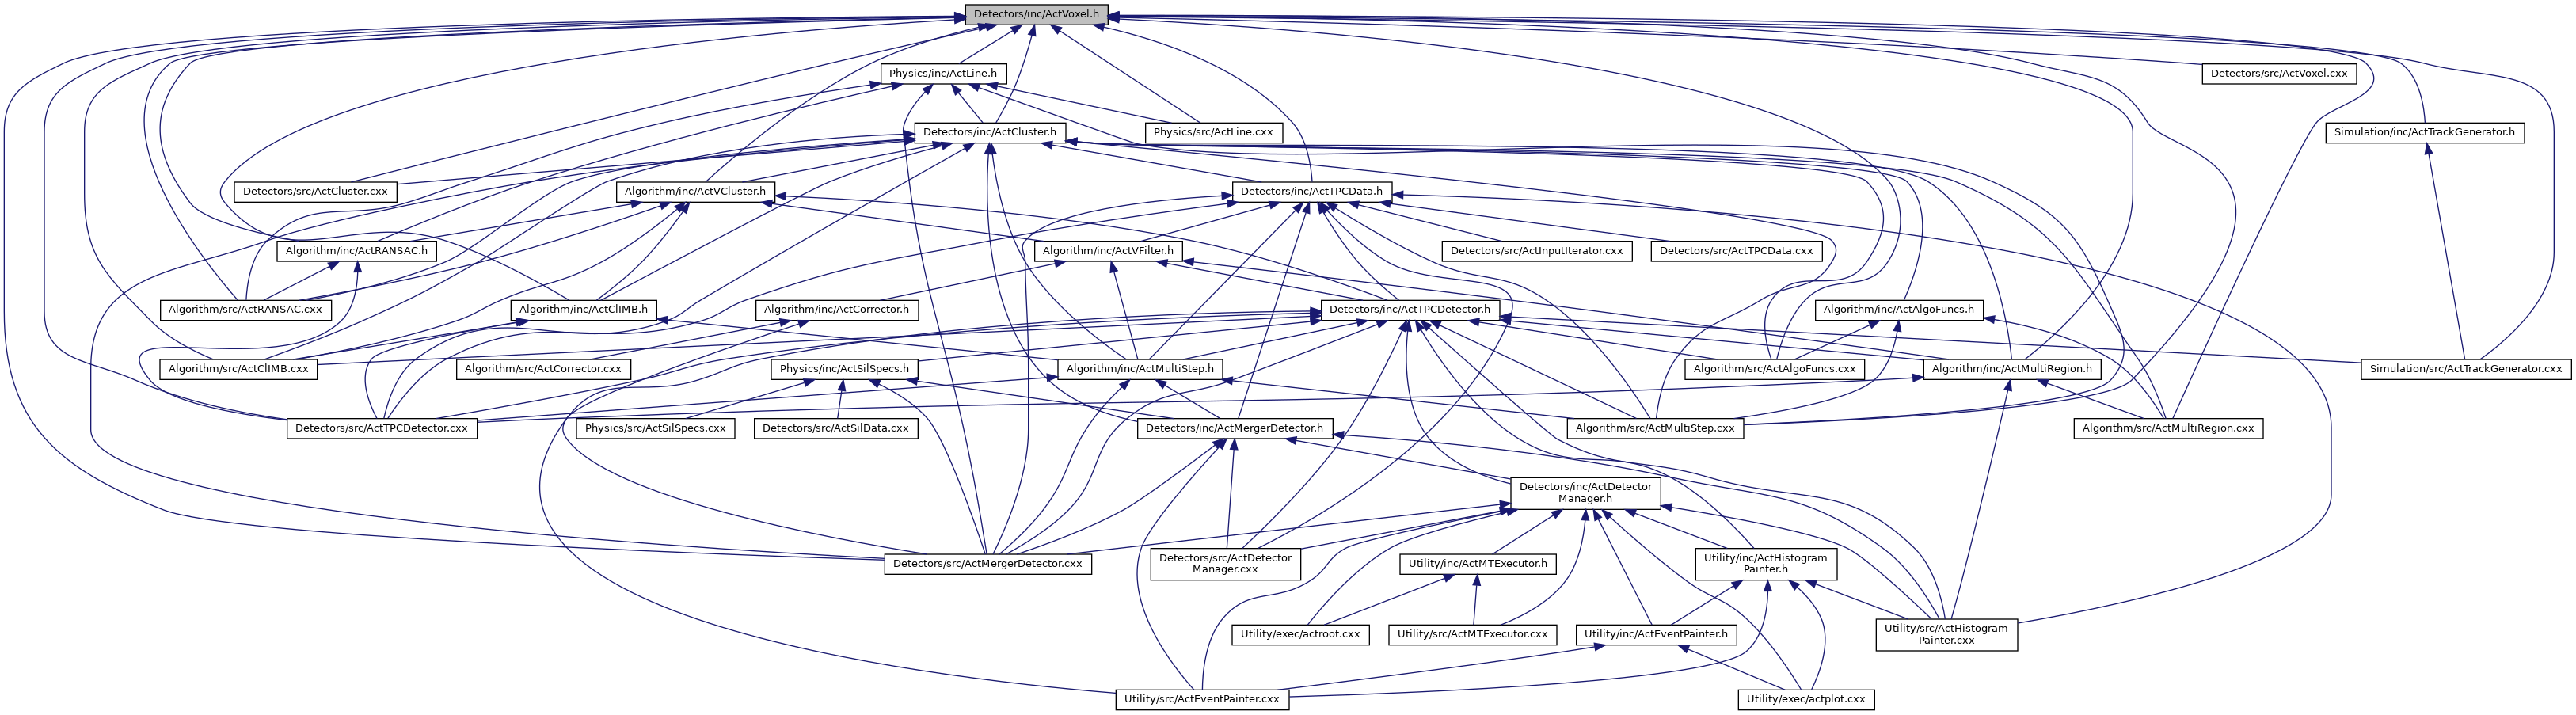 Detectors/inc/ActVoxel.h
Physics/inc/ActLine.h
Detectors/src/ActVoxel.cxx
Detectors/inc/ActCluster.h
Physics/src/ActLine.cxx
Simulation/inc/ActTrackGenerator.h
Detectors/src/ActCluster.cxx
Algorithm/inc/ActVCluster.h
Detectors/inc/ActTPCData.h
Algorithm/inc/ActRANSAC.h
Algorithm/inc/ActVFilter.h
Detectors/src/ActInputIterator.cxx
Detectors/src/ActTPCData.cxx
Algorithm/src/ActRANSAC.cxx
Algorithm/inc/ActClIMB.h
Algorithm/inc/ActCorrector.h
Detectors/inc/ActTPCDetector.h
Algorithm/inc/ActAlgoFuncs.h
Algorithm/src/ActClIMB.cxx
Algorithm/src/ActCorrector.cxx
Physics/inc/ActSilSpecs.h
Algorithm/inc/ActMultiStep.h
Algorithm/src/ActAlgoFuncs.cxx
Algorithm/inc/ActMultiRegion.h
Simulation/src/ActTrackGenerator.cxx
Detectors/src/ActTPCDetector.cxx
Physics/src/ActSilSpecs.cxx
Detectors/src/ActSilData.cxx
Detectors/inc/ActMergerDetector.h
Algorithm/src/ActMultiStep.cxx
Algorithm/src/ActMultiRegion.cxx
Detectors/inc/ActDetector
Manager.h
Detectors/src/ActMergerDetector.cxx
Detectors/src/ActDetector
Manager.cxx
Utility/inc/ActMTExecutor.h
Utility/inc/ActHistogram
Painter.h
Utility/exec/actroot.cxx
Utility/src/ActMTExecutor.cxx
Utility/inc/ActEventPainter.h
Utility/src/ActHistogram
Painter.cxx
Utility/src/ActEventPainter.cxx
Utility/exec/actplot.cxx